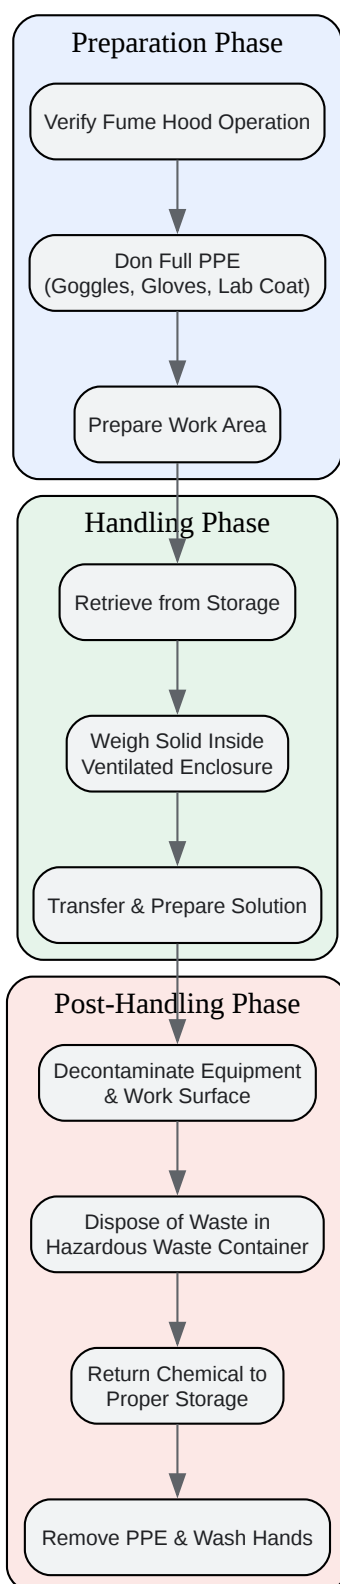 Preparation Phase
Verify Fume Hood Operation
Don Full PPE
(Goggles, Gloves, Lab Coat)
Prepare Work Area
Handling Phase
Retrieve from Storage
Weigh Solid Inside
Ventilated Enclosure
Transfer & Prepare Solution
Post-Handling Phase
Decontaminate Equipment
& Work Surface
Dispose of Waste in
Hazardous Waste Container
Return Chemical to
Proper Storage
Remove PPE & Wash Hands